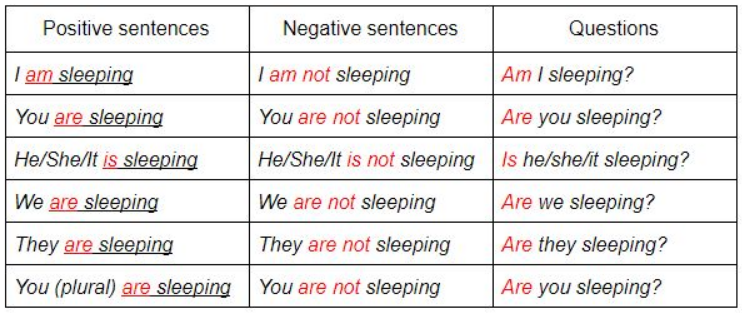 Positive sentences Negative sentences Questions
I am sleeping I am not sleeping Am I sleeping?
You are sleeping You are not sleeping Are you sleeping?
He/She/It is sleeping He/She/It is not sleeping Is he/she/it sleeping?
We are sleeping We are not sleeping Are we sleeping?
They are sleeping They are not sleeping Are they sleeping?
You (plural) are sleeping You are not sleeping Are you sleeping?